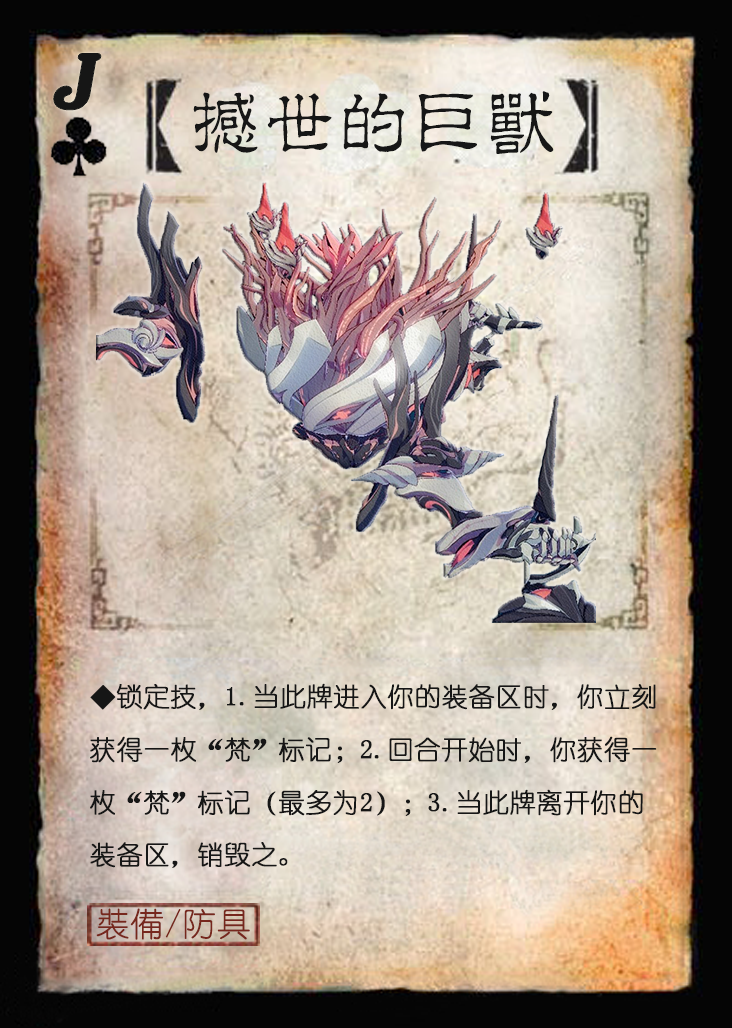 J
【撼世的巨獸】
◆锁定技，1.当此牌进入你的装备区时，你立刻
获得一枚“梵”标记；2.回合开始时，你获得一
枚“梵”标记（最多为2）；3.当此牌离开你的
装备区，销毁之。
裝備/防具